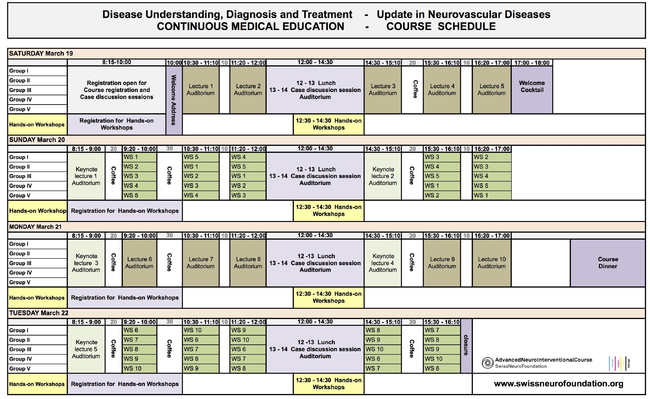 Disease Understanding, Diagnosis and Treatment - Update in Neurovascular Diseases
CONTINUOUS MEDICAL EDUCATION - COURSE SCHEDULE
SATURDAY March 19
8:15-10:00 10:00 10:30 - 11:10 10 11:20 - 12:00 12:00 - 14:30 14:30 - 15:10 20 15:30 - 16:10 10 16:20 - 17:00 17:00 - 18:00
Group I
Group II
Group III
Group IV
Group V
Registration open for
Course registration and
Case discussion sessions
Welcome Address
Lecture 1
Auditorium
Lecture 2
Auditorium
12 - 13 Lunch
13 - 14 Case discussion session
Auditorium
Lecture 3
Auditorium
Coffee
Lecture 4
Auditorium
Lecture 5
Auditorium
Welcome
Cocktail
Hands-on Workshops
Registration for Hands-on
Workshops
12:30 - 14:30 Hands-on
Workshops
SUNDAY March 20
8:15 - 9:00 20 9:20 - 10:00 30 10:30 - 11:10 10 11:20 - 12:00 12:00 - 14:30 14:30 - 15:10 20 15:30 - 16:10 10 16:20 - 17:00
Group I WS 1 WS 5 WS 4 WS 3 WS 2
Group II WS 2 WS 1 WS 5 WS 4 WS 3
Group III WS 3 WS 2 WS 1 WS 5 WS 4
Group IV WS 4 WS 3 WS 2 WS 1 WS 5
Group V WS 5 WS 4 WS 3 WS 2 WS 1
Keynote
lecture 1
Auditorium
Coffee
Coffee
12 -13 Lunch
13 - 14 Case discussion session
Auditorium
Keynote
lecture 2
Auditorium
Coffee
Hands-on Workshop
Registration for Hands-on Workshops
12:30 - 14:30 Hands-on
Workshops
MONDAY March 21
8:15 - 9:00 20 9:20 - 10:00 30 10:30 - 11:10 10 11:20 - 12:00 12:00 - 14:30 14:30 - 15:10 20 15:30 - 16:10 10 16:20 - 17:00
Group I
Group II
Group III
Group IV
Group V
Keynote
lecture 3
Auditorium
Coffee
Lecture 6
Auditorium
Coffee
Lecture 7
Auditorium
Lecture 8
Auditorium
12 -13 Lunch
13 - 14 Case discussion session
Auditorium
Keynote
lecture 4
Auditorium
Coffee
Lecture 9
Auditorium
Lecture 10
Auditorium
Course
Dinner
Hands-on Workshops
Registration for Hands-on Workshops
12:30 - 14:30 Hands-on
Workshops
TUESDAY March 22
8:15 - 9:00 20 9:20 - 10:00 30 10:30 - 11:10 10 11:20 - 12:00 12:00 - 14:30 14:30 - 15:10 20 15:30 - 16:10
Group I WS 6 WS 10 WS 9 WS 8 WS 7
Group II WS 7 WS 6 WS 10 WS 9 WS 8
Group III WS 8 WS 7 WS 6 WS 10 WS 9
Group IV WS 9 WS 8 WS 7 WS 6 WS 10
Group V WS 10 WS 9 WS 8 WS 7 WS 6
Keynote
lecture 5
Auditorium
Coffee
Coffee
12 -13 Lunch
13 - 14 Case discussion session
Auditorium
Coffee
closure
AdvancedNeuroInterventionalCourse
SwissNeuroFoundation
Hands-on Workshops
Registration for Hands-on Workshops
12:30 - 14:30 Hands-on
Workshops
www.swissneurofoundation.org